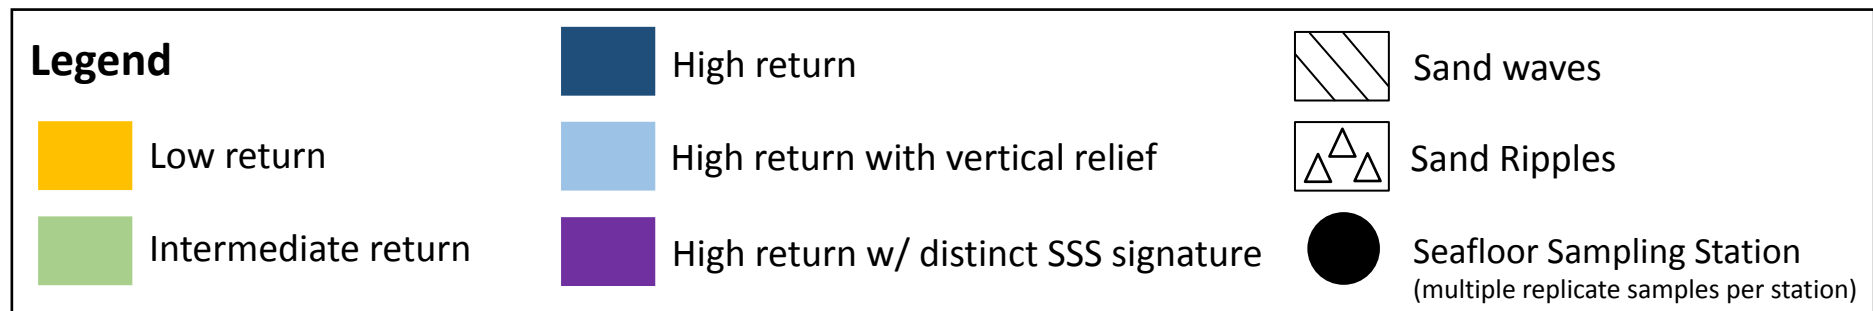 Legend
Low return
Intermediate return
High return
High return with vertical relief
High return w/ distinct SSS signature
Sand waves
Sand Ripples
Seafloor Sampling Station
(multiple replicate samples per station)